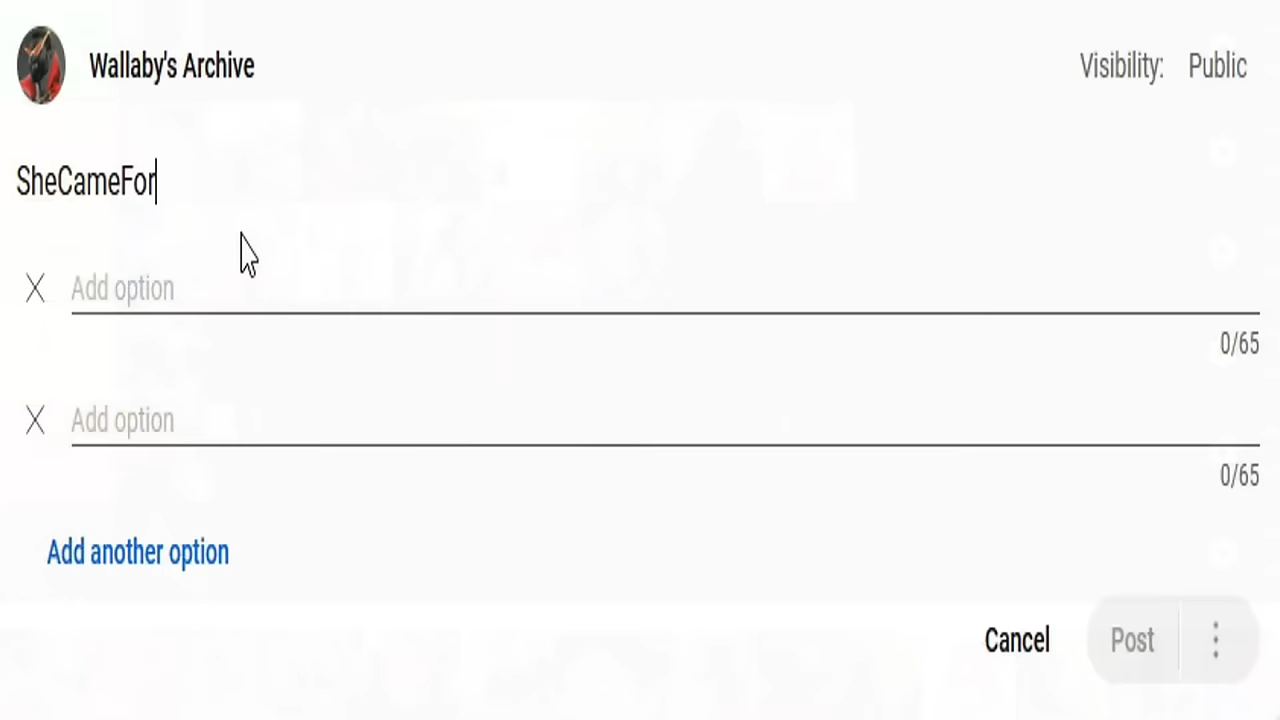 Wallaby's Archive
Visibility: Public
SheCameFor
Add option
0/65
Add option
0/65
Add another option
Cancel
Post